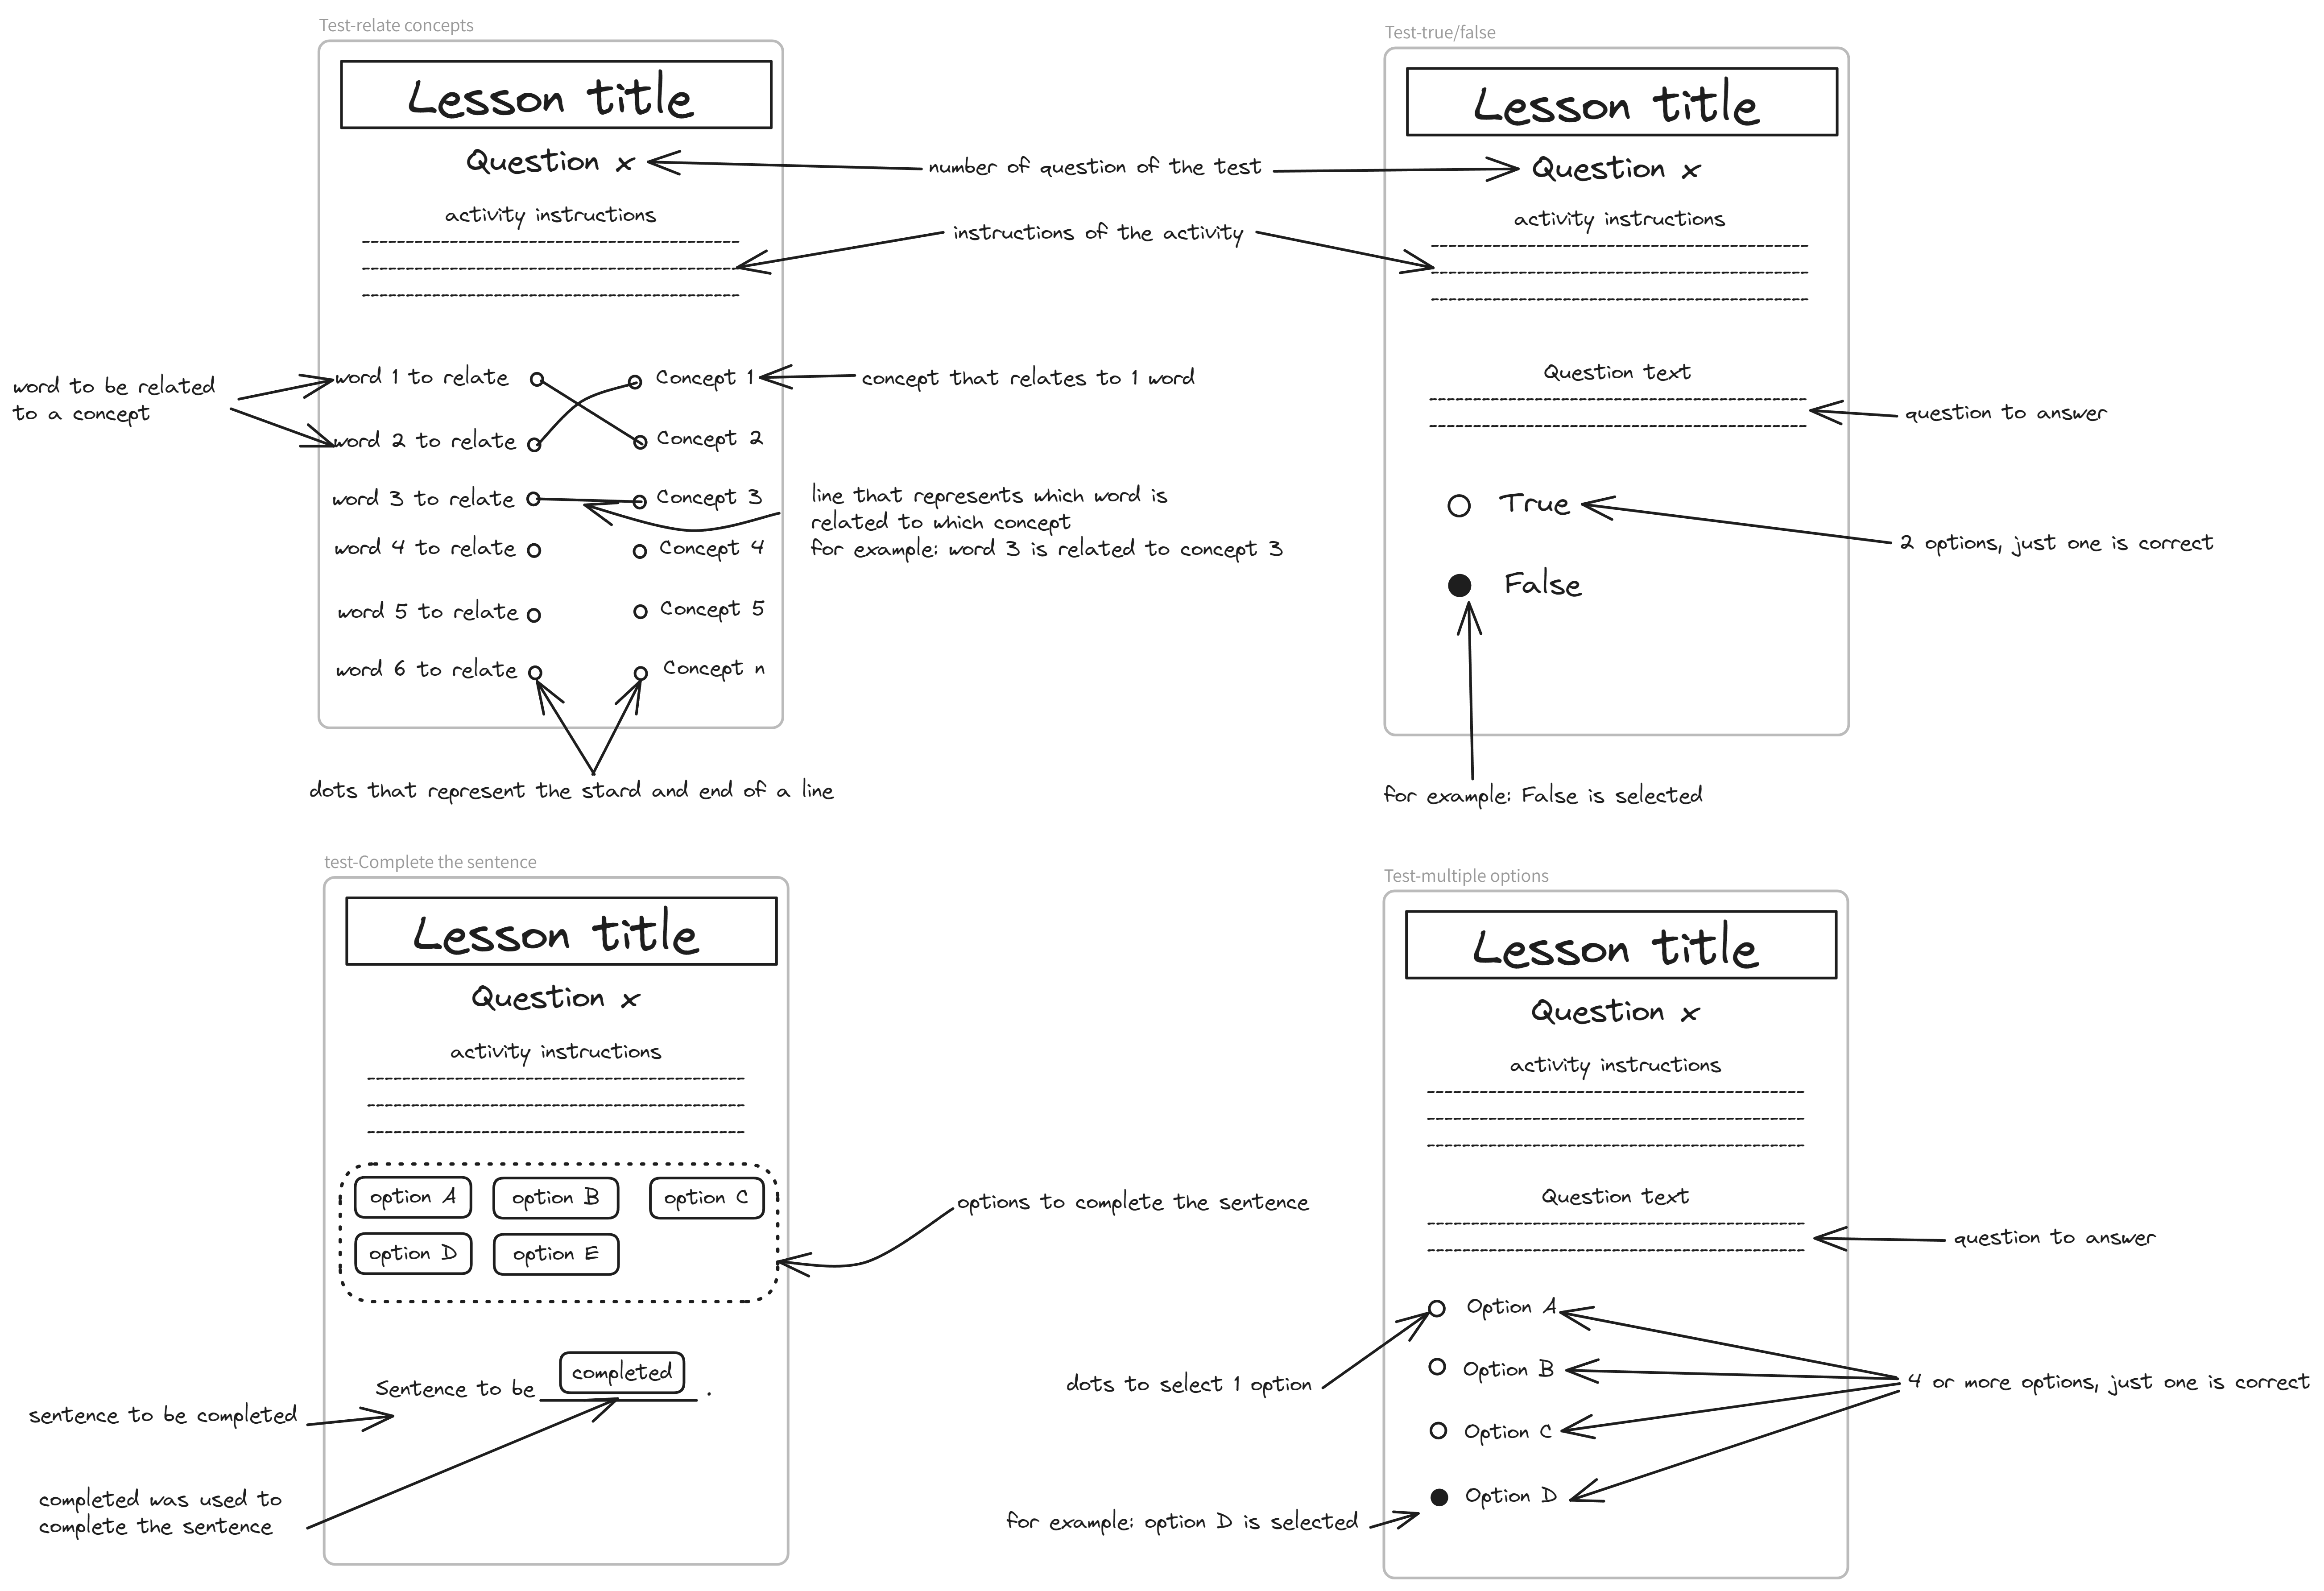 Test-relate concepts
Lesson title
Question x
activity instructions
word 1 to relate
Concept 1
word 2 to relate
Concept 2
word 3 to relate
Concept 3
word 4 to relate
Concept 4
word 5 to relate
Concept 5
word 6 to relate
Concept n
word to be related
to a concept
number of question of the test
instructions of the activity
concept that relates to 1 word
line that represents which word is
related to which concept
for example: word 3 is related to concept 3
dots that represent the stard and end of a line
Test-true/false
Lesson title
Question x
activity instructions
Question text
True
False
question to answer
2 options, just one is correct
for example: False is selected
test-Complete the sentence
Lesson title
Question x
activity instructions
option A
option B
option C
option D
option E
Sentence to be
completed
.
options to complete the sentence
sentence to be completed
completed was used to
complete the sentence
Test-multiple options
Lesson title
Question x
activity instructions
Question text
Option A
Option B
Option C
Option D
question to answer
dots to select 1 option
4 or more options, just one is correct
for example: option D is selected